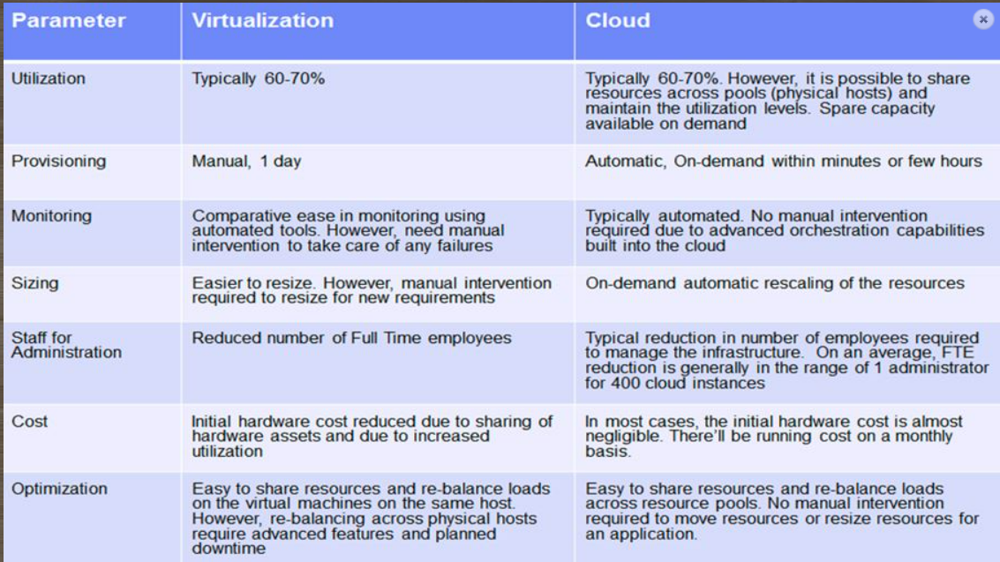 Parameter
Virtualization
Cloud
Utilization
Typically 60-70%
Typically 60-70%. However, it is possible to share
resources across pools (physical hosts) and
maintain the utilization levels. Spare capacity
available on demand
Provisioning
Manual, 1 day
Automatic, On-demand within minutes or few hours
Monitoring
Comparative ease in monitoring using
automated tools. However, need manual
intervention to take care of any failures
Typically automated. No manual intervention
required due to advanced orchestration capabilities
built into the cloud
Sizing
Easier to resize. However, manual intervention
required to resize for new requirements
On-demand automatic rescaling of the resources
Staff for
Administration
Reduced number of Full Time employees
Typical reduction in number of employees required
to manage the infrastructure. On an average, FTE
reduction is generally in the range of 1 administrator
for 400 cloud instances
Cost
Initial hardware cost reduced due to sharing of
hardware assets and due to increased
utilization
In most cases, the initial hardware cost is almost
negligible. There'll be running cost on a monthly
basis.
Optimization
Easy to share resources and re-balance loads
on the virtual machines on the same host.
However, re-balancing across physical hosts
require advanced features and planned
downtime
Easy to share resources and re-balance loads
across resource pools. No manual intervention
required to move resources or resize resources for
an application.